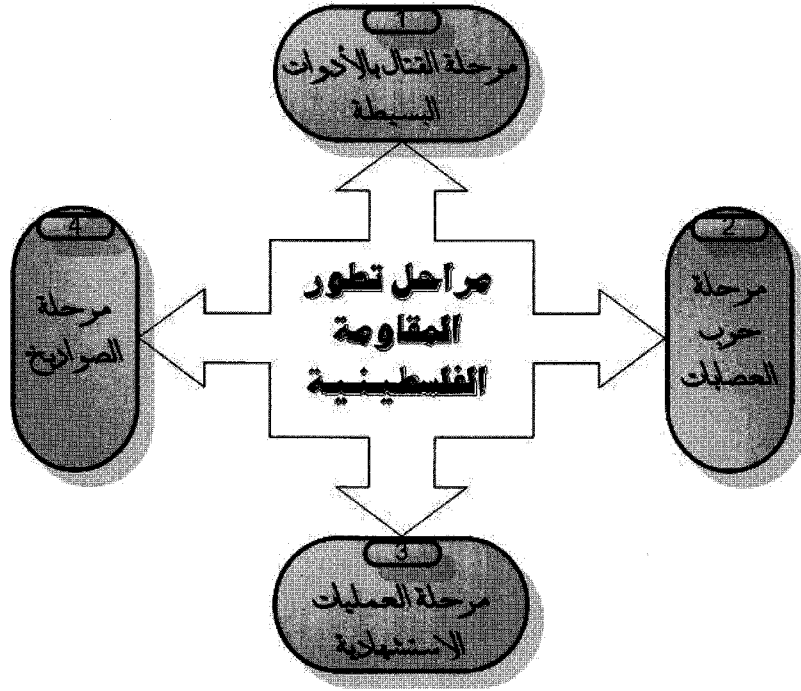 1
مرحلة القتال بالأدوات
البسيطة
2
مرحلة
حرب
العصابات
مراحل تطور
المقاومة
الفلسطينية
4
مرحلة
الصواريخ
3
مرحلة العمليات
الاستشهادية